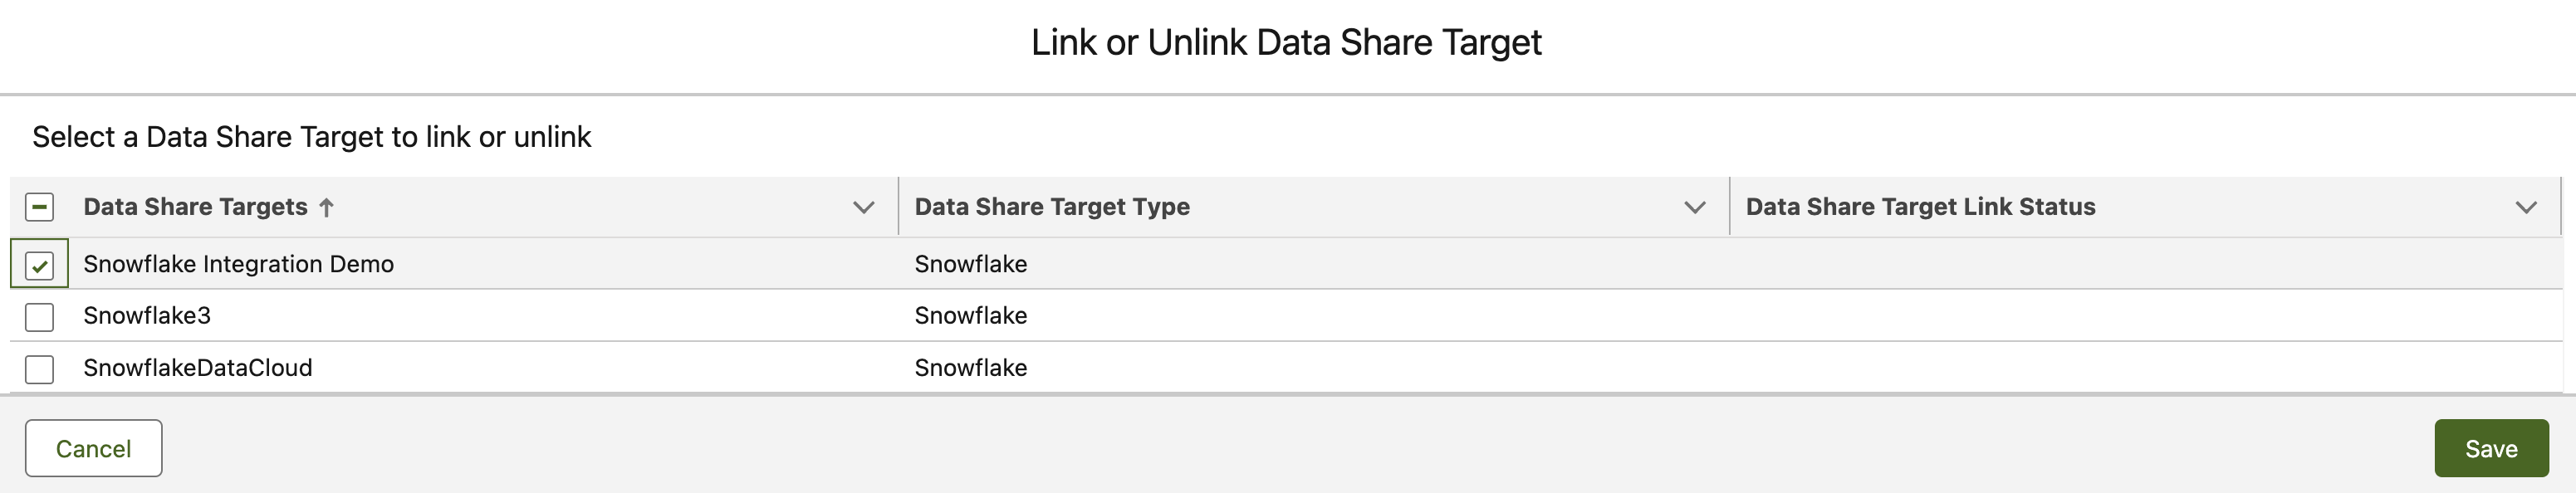 Link or Unlink Data Share Target
Select a Data Share Target to link or unlink
Data Share Targets ↑ Data Share Target Type Data Share Target Link Status
Snowflake Integration Demo Snowflake
Snowflake3 Snowflake
SnowflakeDataCloud Snowflake
Cancel Save